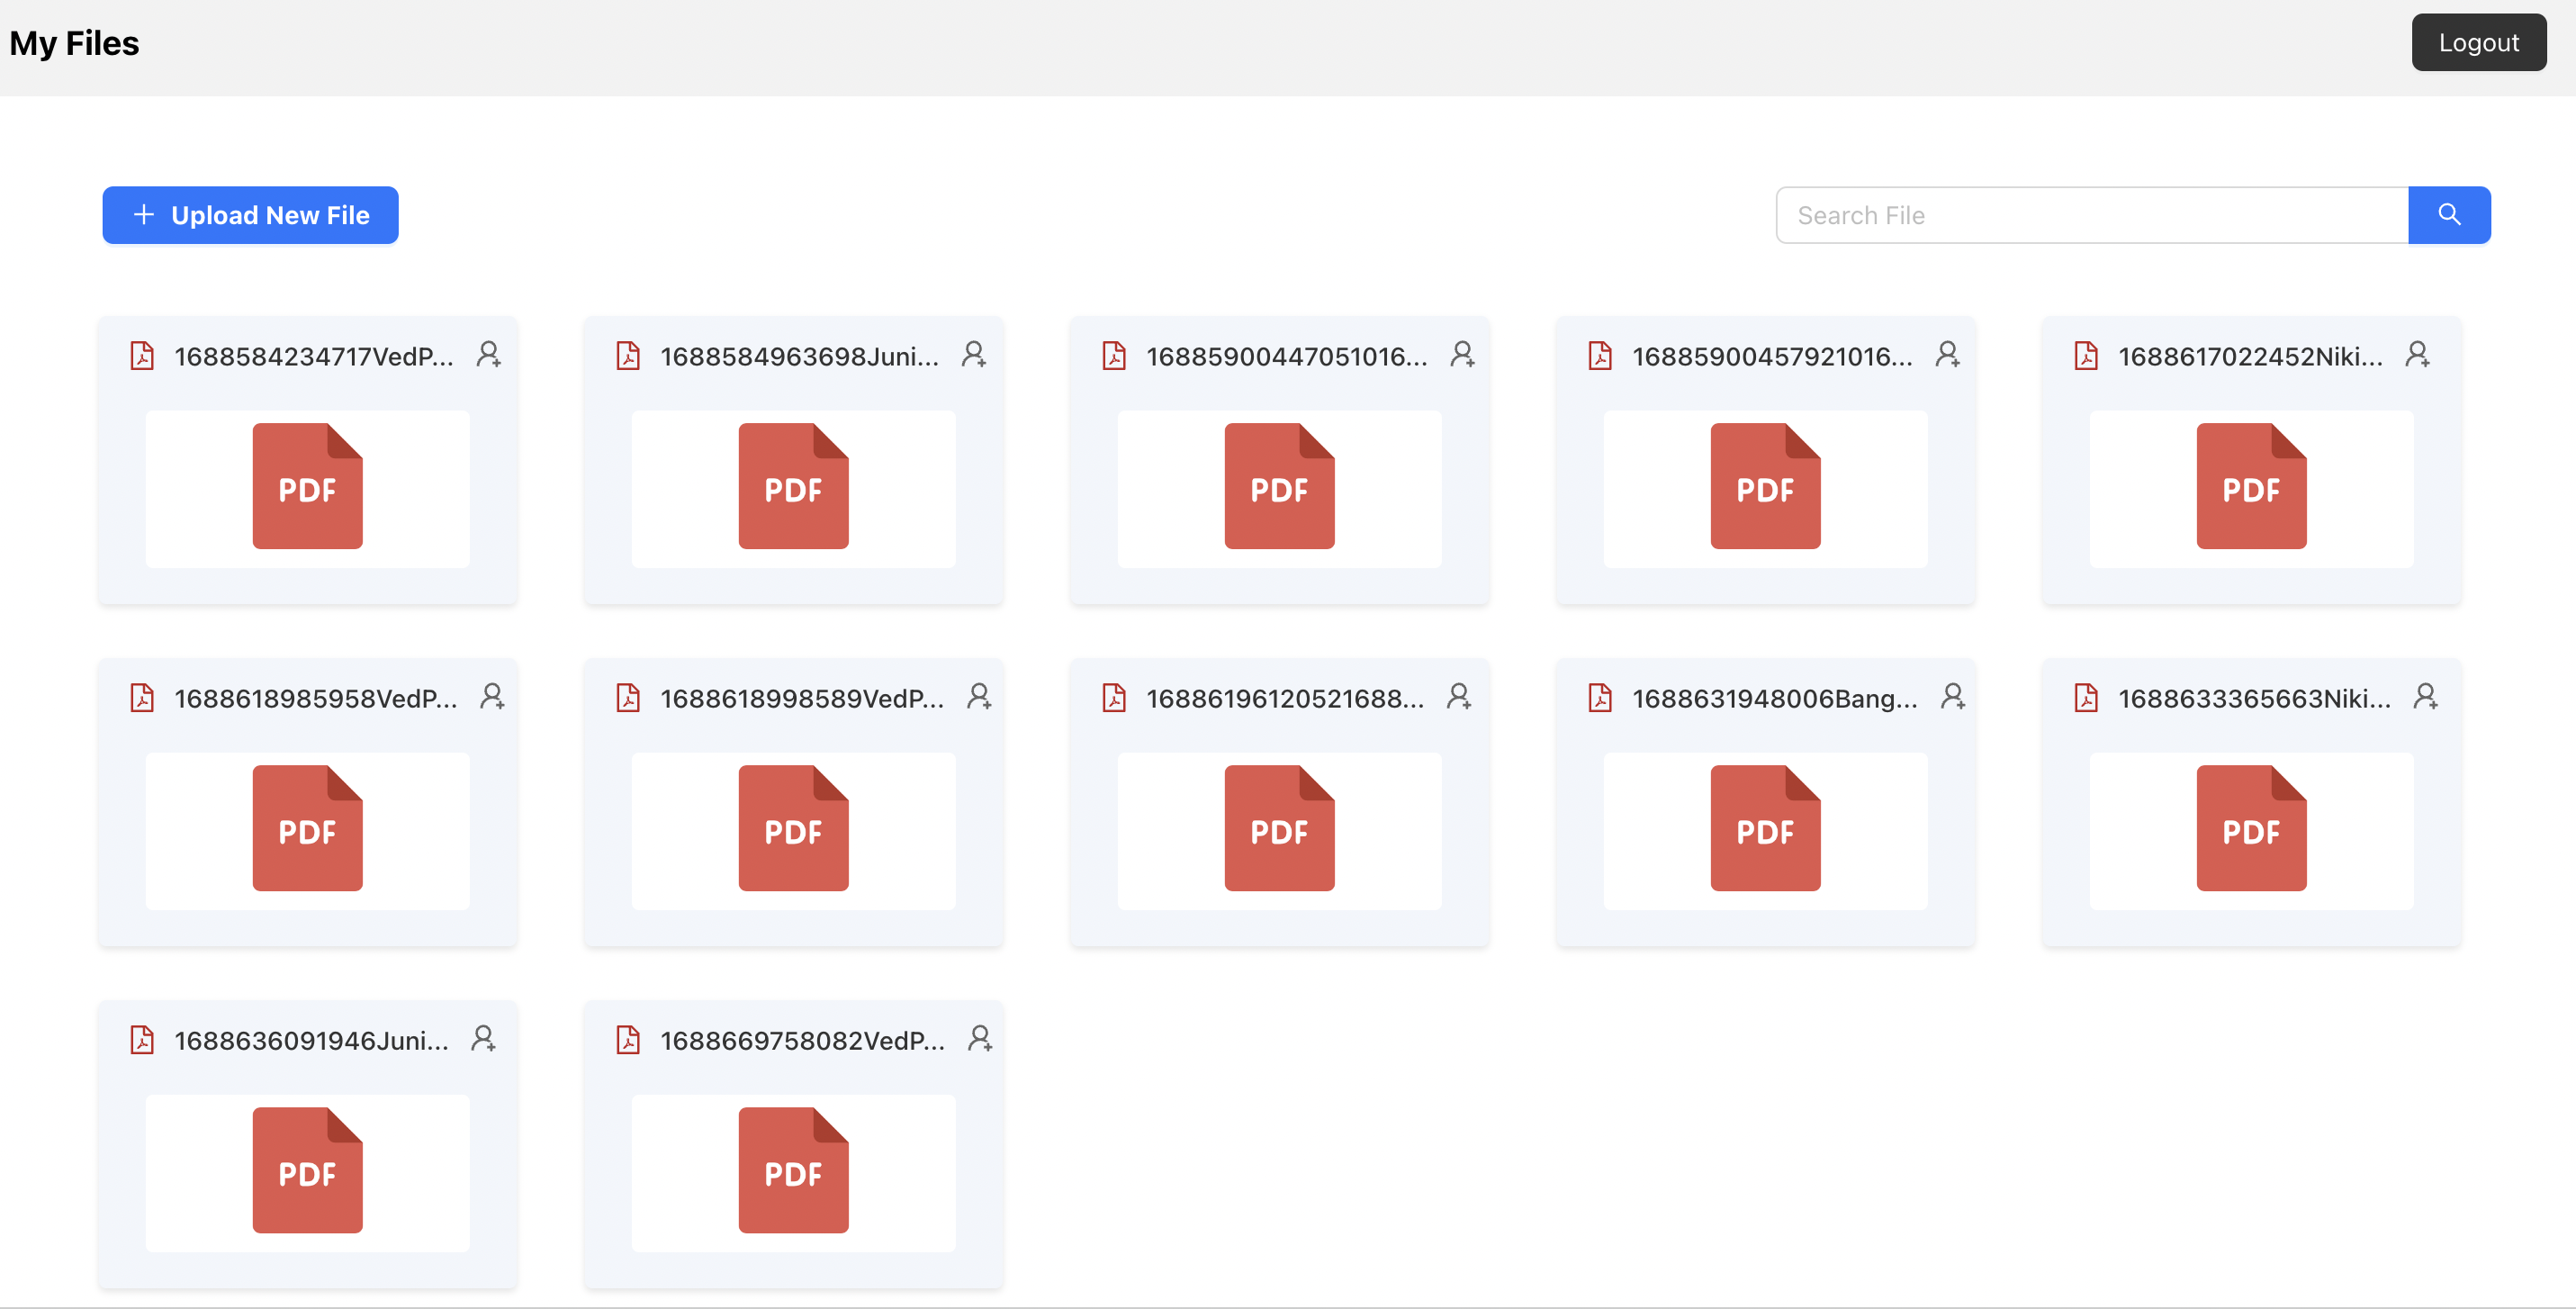 My Files
Logout
Upload New File
Search File
1688584234717VedP...
1688584963698Juni...
16885900447051016...
16885900457921016...
1688617022452Niki...
PDF
PDF
PDF
PDF
PDF
1688618985958VedP...
1688618998589VedP...
16886196120521688...
1688631948006Bang...
1688633365663Niki...
PDF
PDF
PDF
PDF
PDF
1688636091946Juni...
1688669758082VedP...
PDF
PDF